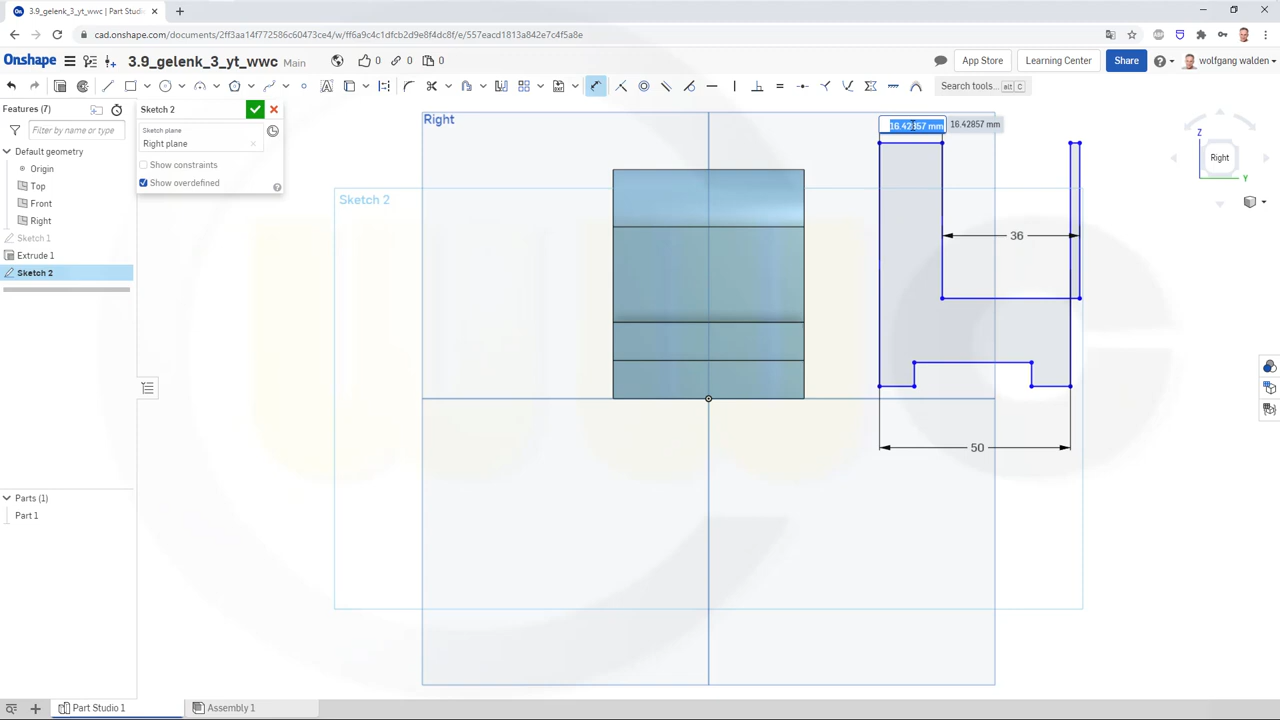 3.9_gelenk_3_yt_wwc | Part Studio
cad.onshape.com/documents/2ff3aa14f772586c60473ce4/w/ff6a9c4c1dfcb2d9e8f4dc8f/e/557eacd1813a842e7c4f5a8e
Onshape
0
0
3.9_gelenk_3_yt_wwc Main
App Store
Learning Center
Share
wolfgang walden
Search tools... alt C
Features (7)
Filter by name or type
Default geometry
Origin
Top
Front
Right
Sketch 1
Extrude 1
Sketch 2
Sketch 2
Sketch plane
Right plane
Show constraints
Show overdefined
Right
Sketch 2
16.42857 mm
16.42857 mm
36
50
Z
Right
Y
Parts (1)
Part 1
Part Studio 1
Assembly 1